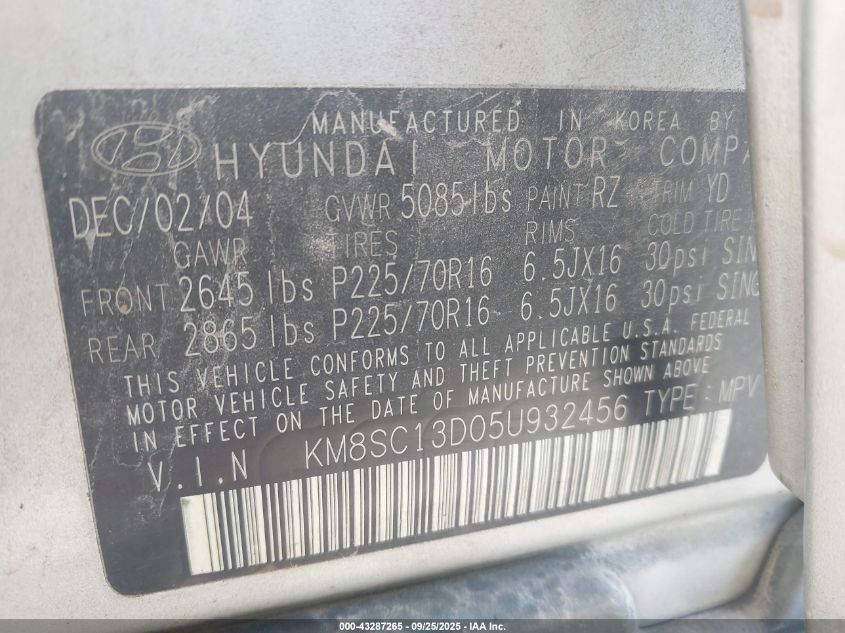 MANUFACTURED IN KOREA BY
HYUNDAI MOTOR COMPA
DEC/02/04 GVWR 5085 lbs PAINT RZ TRIM YD
GAWR TIRES RIMS COLD TIRE
FRONT 2645 lbs P225/70R16 6.5JX16 30psi SING
REAR 2865 lbs P225/70R16 6.5JX16 30psi SING
THIS VEHICLE CONFORMS TO ALL APPLICABLE U.S.A. FEDERAL
MOTOR VEHICLE SAFETY AND THEFT PREVENTION STANDARDS
IN EFFECT ON THE DATE OF MANUFACTURE SHOWN ABOVE
V.I.N KM8SC13D05U932456 TYPE : MPV
000-43287265 - 09/25/2025 - IAA Inc.